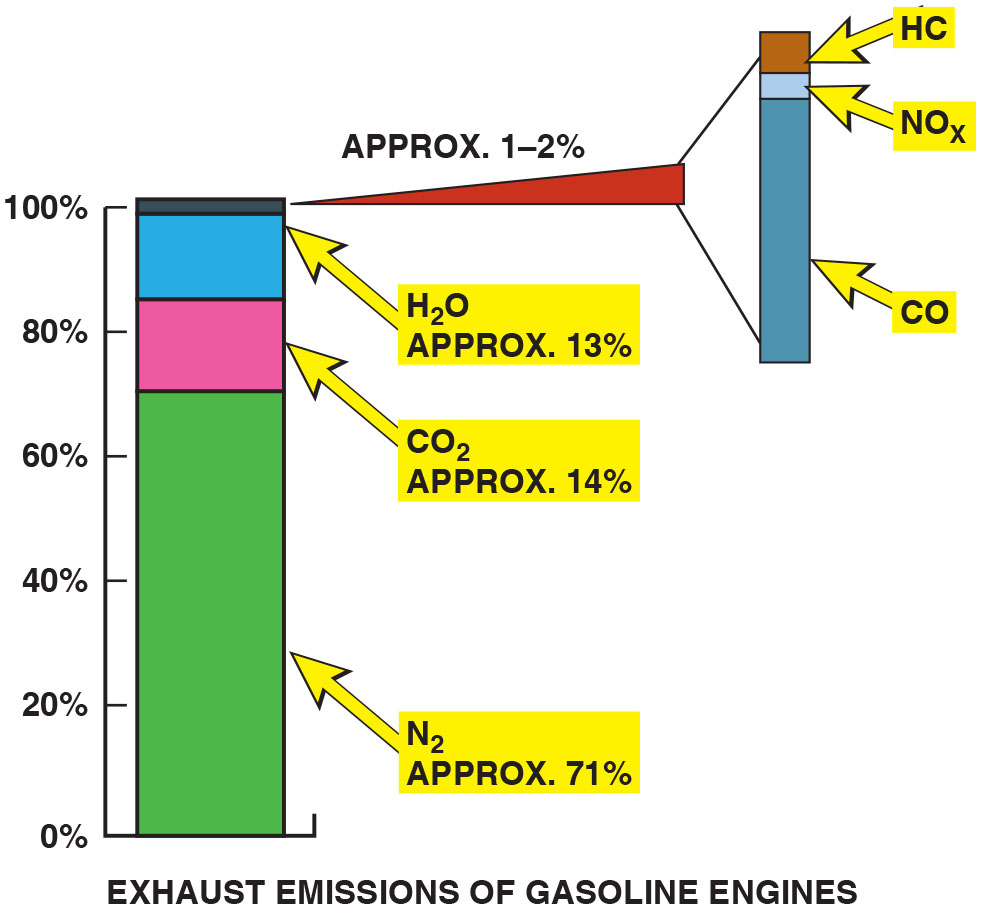 HC
NOₓ
APPROX. 1–2%
100%
H₂O
APPROX. 13%
CO
80%
CO₂
APPROX. 14%
60%
40%
20%
N₂
APPROX. 71%
0%
EXHAUST EMISSIONS OF GASOLINE ENGINES